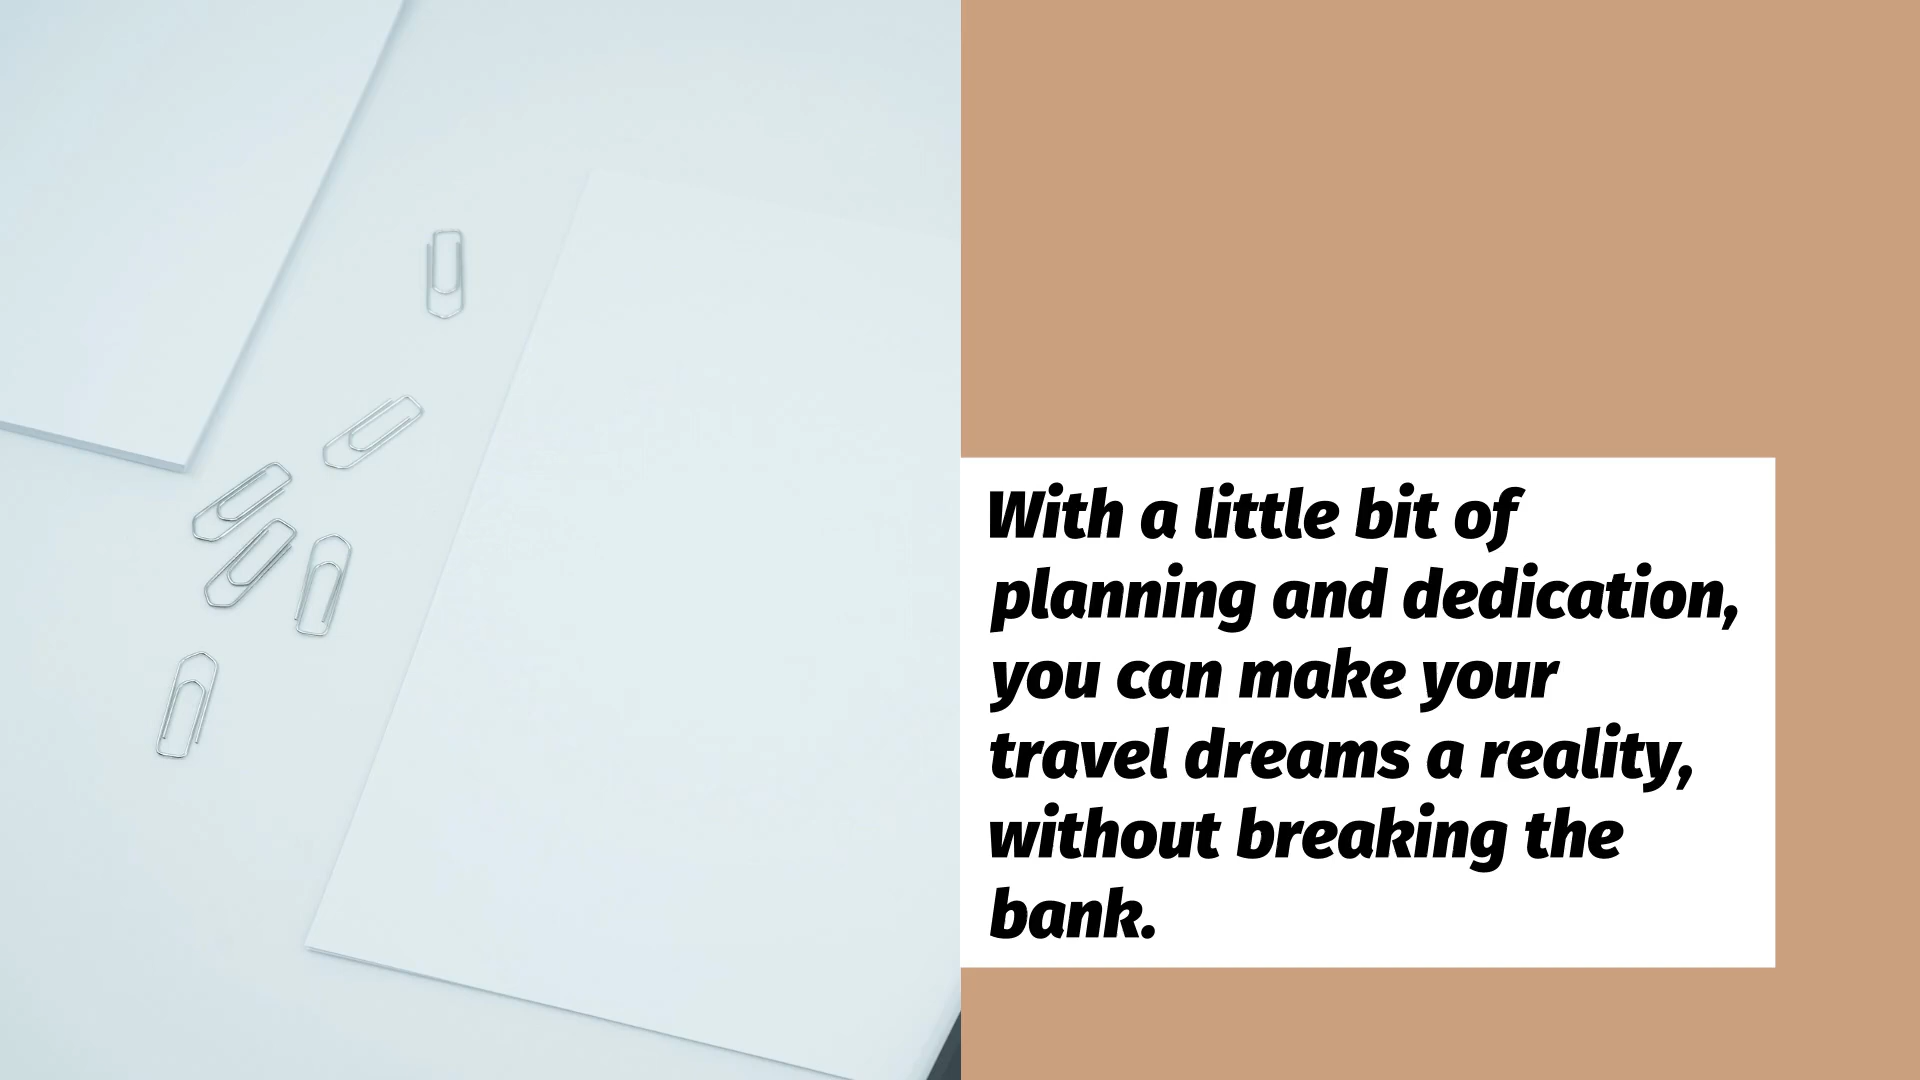 With a little bit of
planning and dedication,
you can make your
travel dreams a reality,
without breaking the
bank.